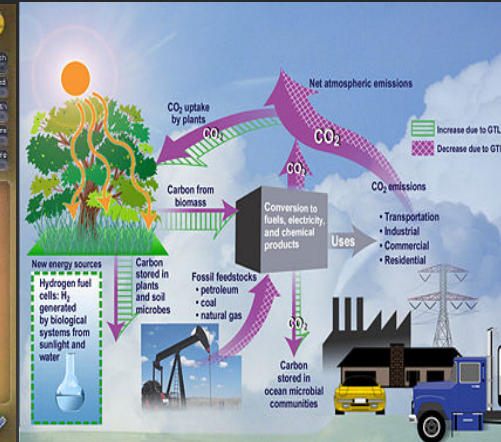 Net atmospheric emissions
CO2 uptake
by plants
CO2
CO2
Increase due to GTL
Decrease due to GTL
CO2
Carbon from
biomass
CO2 emissions
Conversion to
fuels, electricity,
and chemical
products
Uses
• Transportation
• Industrial
• Commercial
• Residential
New energy sources
Carbon
stored in
plants
and soil
microbes
Fossil feedstocks
• petroleum
• coal
• natural gas
Hydrogen fuel
cells: H2
generated
by biological
systems from
sunlight and
water
CO2
Carbon
stored in
ocean microbial
communities